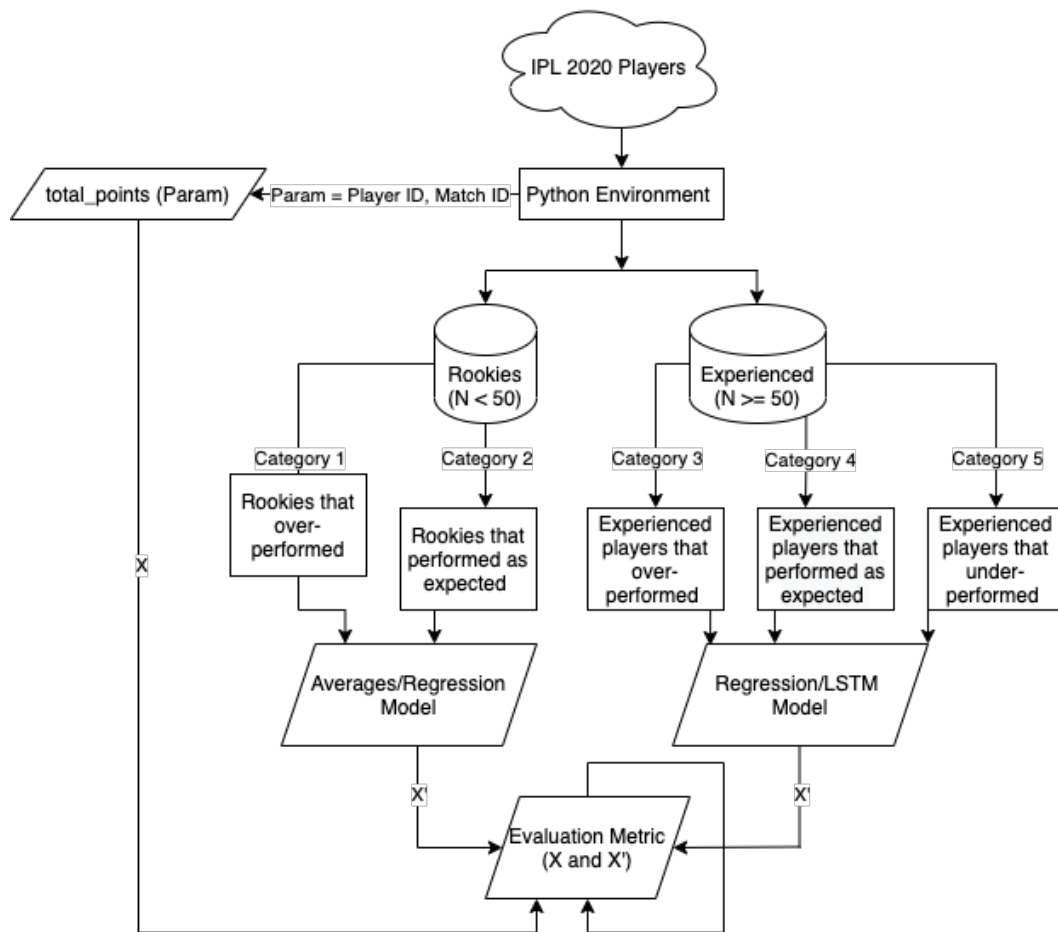 IPL 2020 Players
total_points (Param)
Param = Player ID, Match ID
Python Environment
Rookies
(N < 50)
Experienced
(N >= 50)
Category 1
Category 2
Category 3
Category 4
Category 5
Rookies that
over-
performed
Rookies that
performed as
expected
Experienced
players that
over-
performed
Experienced
players that
performed as
expected
Experienced
players that
under-
performed
X
Averages/Regression
Model
Regression/LSTM
Model
X'
X'
Evaluation Metric
(X and X')